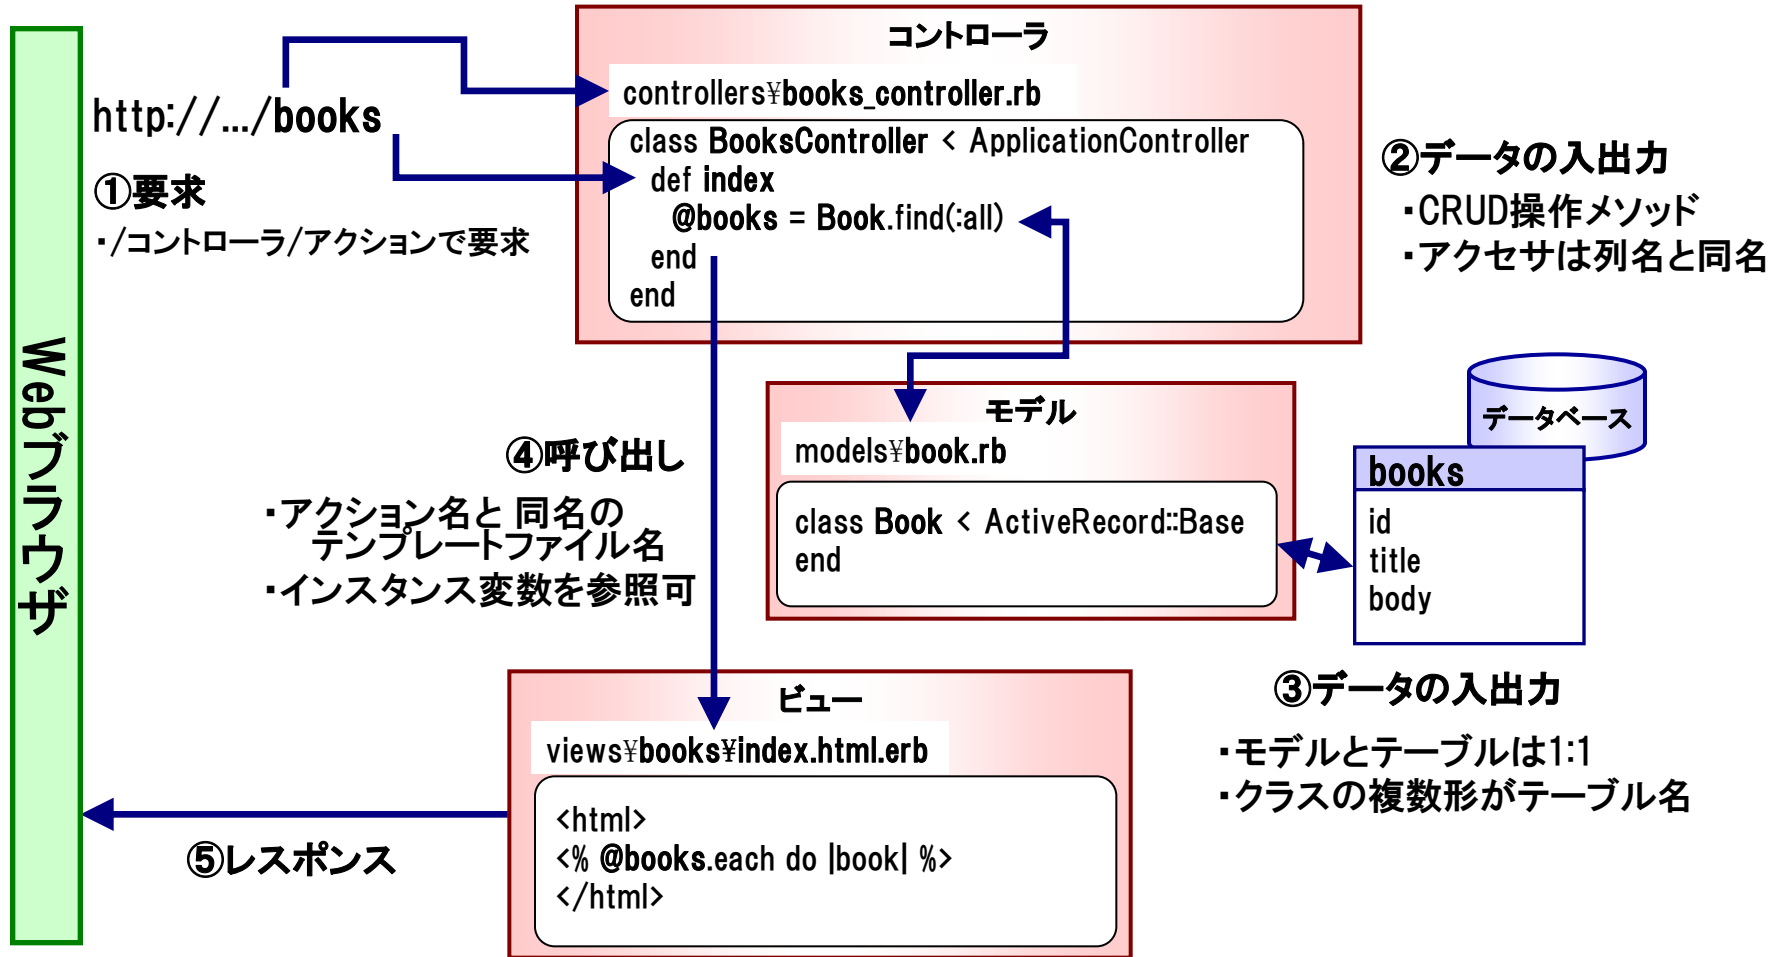 Webブラウザ
http://.../books
①要求
・/コントローラ/アクションで要求
コントローラ
controllers¥books_controller.rb
class BooksController < ApplicationController
def index
@books = Book.find(:all)
end
end
②データの入出力
・CRUD操作メソッド
・アクセサは列名と同名
モデル
models¥book.rb
class Book < ActiveRecord::Base
end
データベース
books
id
title
body
③データの入出力
・モデルとテーブルは1:1
・クラスの複数形がテーブル名
④呼び出し
・アクション名と 同名の
テンプレートファイル名
・インスタンス変数を参照可
ビュー
views¥books¥index.html.erb
<html>
<% @books.each do |book| %>
</html>
⑤レスポンス